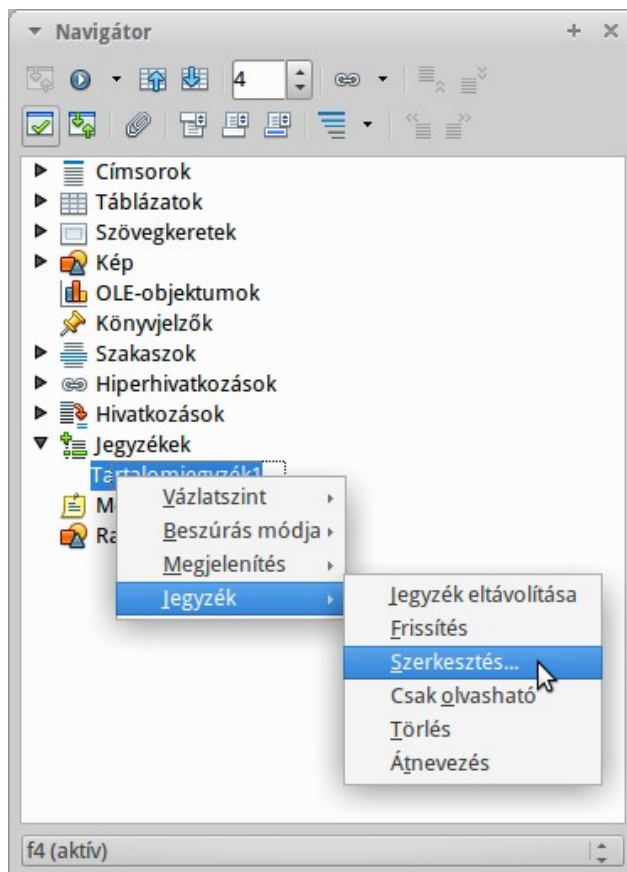 Navigátor
4
Címsorok
Táblázatok
Szövegkeretek
Kép
OLE-objektumok
Könyvjelzők
Szakaszok
Hiperhivatkozások
Hivatkozások
Jegyzékek
Tartalomjegyzék1
Vázlatszint
Beszúrás módja
Megjelenítés
Jegyzék
Jegyzék eltávolítása
Frissítés
Szerkesztés...
Csak olvasható
Törlés
Átnevezés
f4 (aktív)